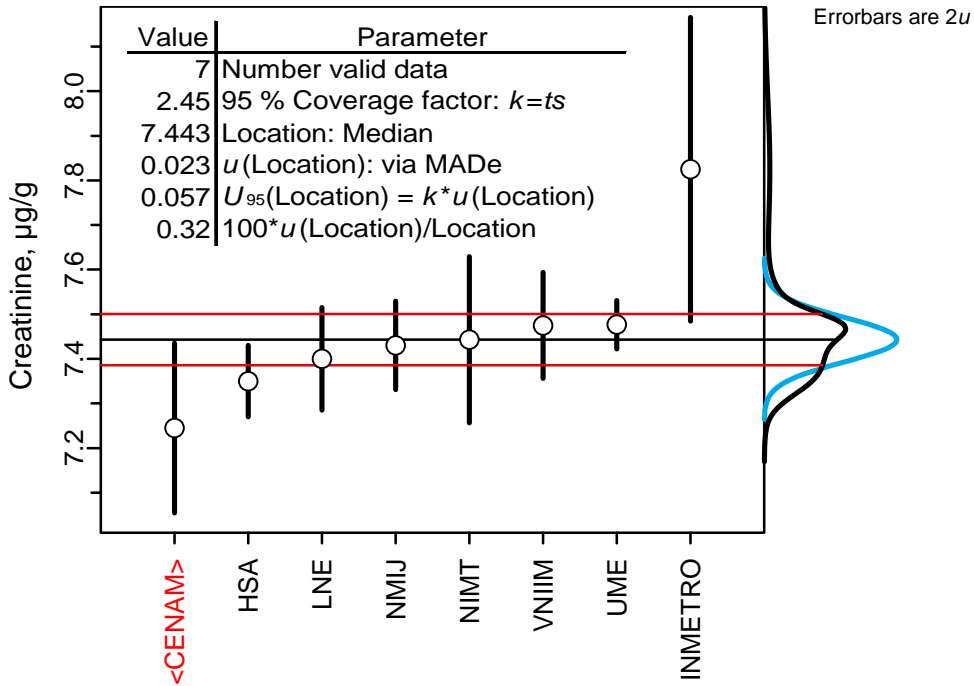 Errorbars are 2u
Value Parameter
7 Number valid data
2.45 95 % Coverage factor: k=ts
7.443 Location: Median
0.023 u(Location): via MADe
0.057 U95(Location) = k*u(Location)
0.32 100*u(Location)/Location
Creatinine, µg/g
8.0
7.8
7.6
7.4
7.2
<CENAM>
HSA
LNE
NMIJ
NIMT
VNIIM
UME
INMETRO